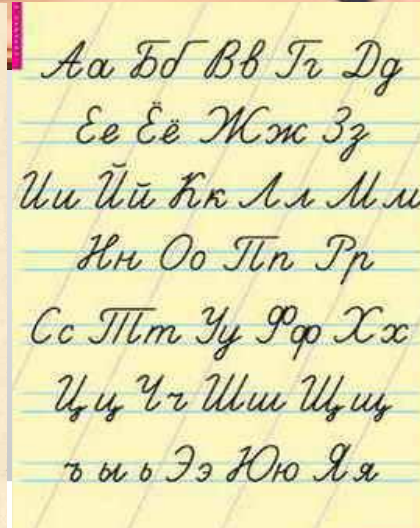 Аа Бб Вв Гг Дд
Ее Ёё Жж Зз
Ии Йй Кк Лл Мм
Нн Оо Пп Рр
Сс Тт Уу Фф Хх
Цц Чч Шш Щщ
ъ ы ь Ээ Юю Яя